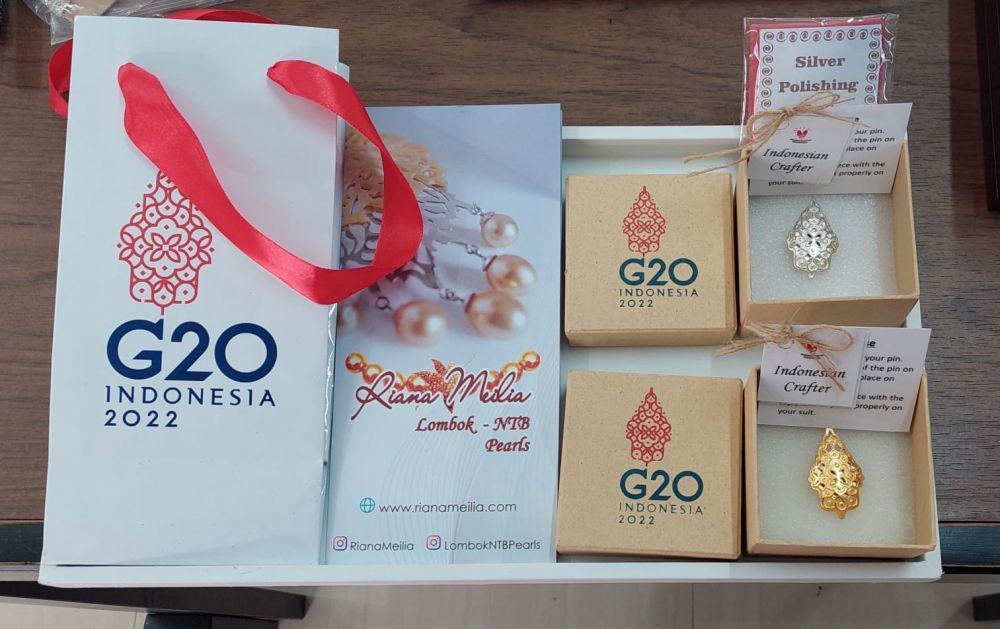 G20
INDONESIA
2022
Riana Meilia
Lombok - NTB
Pearls
www.rianameilia.com
RianaMeilia
LombokNTBPearls
G20
INDONESIA
2022
G20
INDONESIA
2022
Silver
Polishing
Indonesian
Crafter
your pin.
the pin on
place on
ece with the
properly on
your suit.
Indonesian
Crafter
your pin.
if the pin on
place on
ce with the
properly on
your suit.